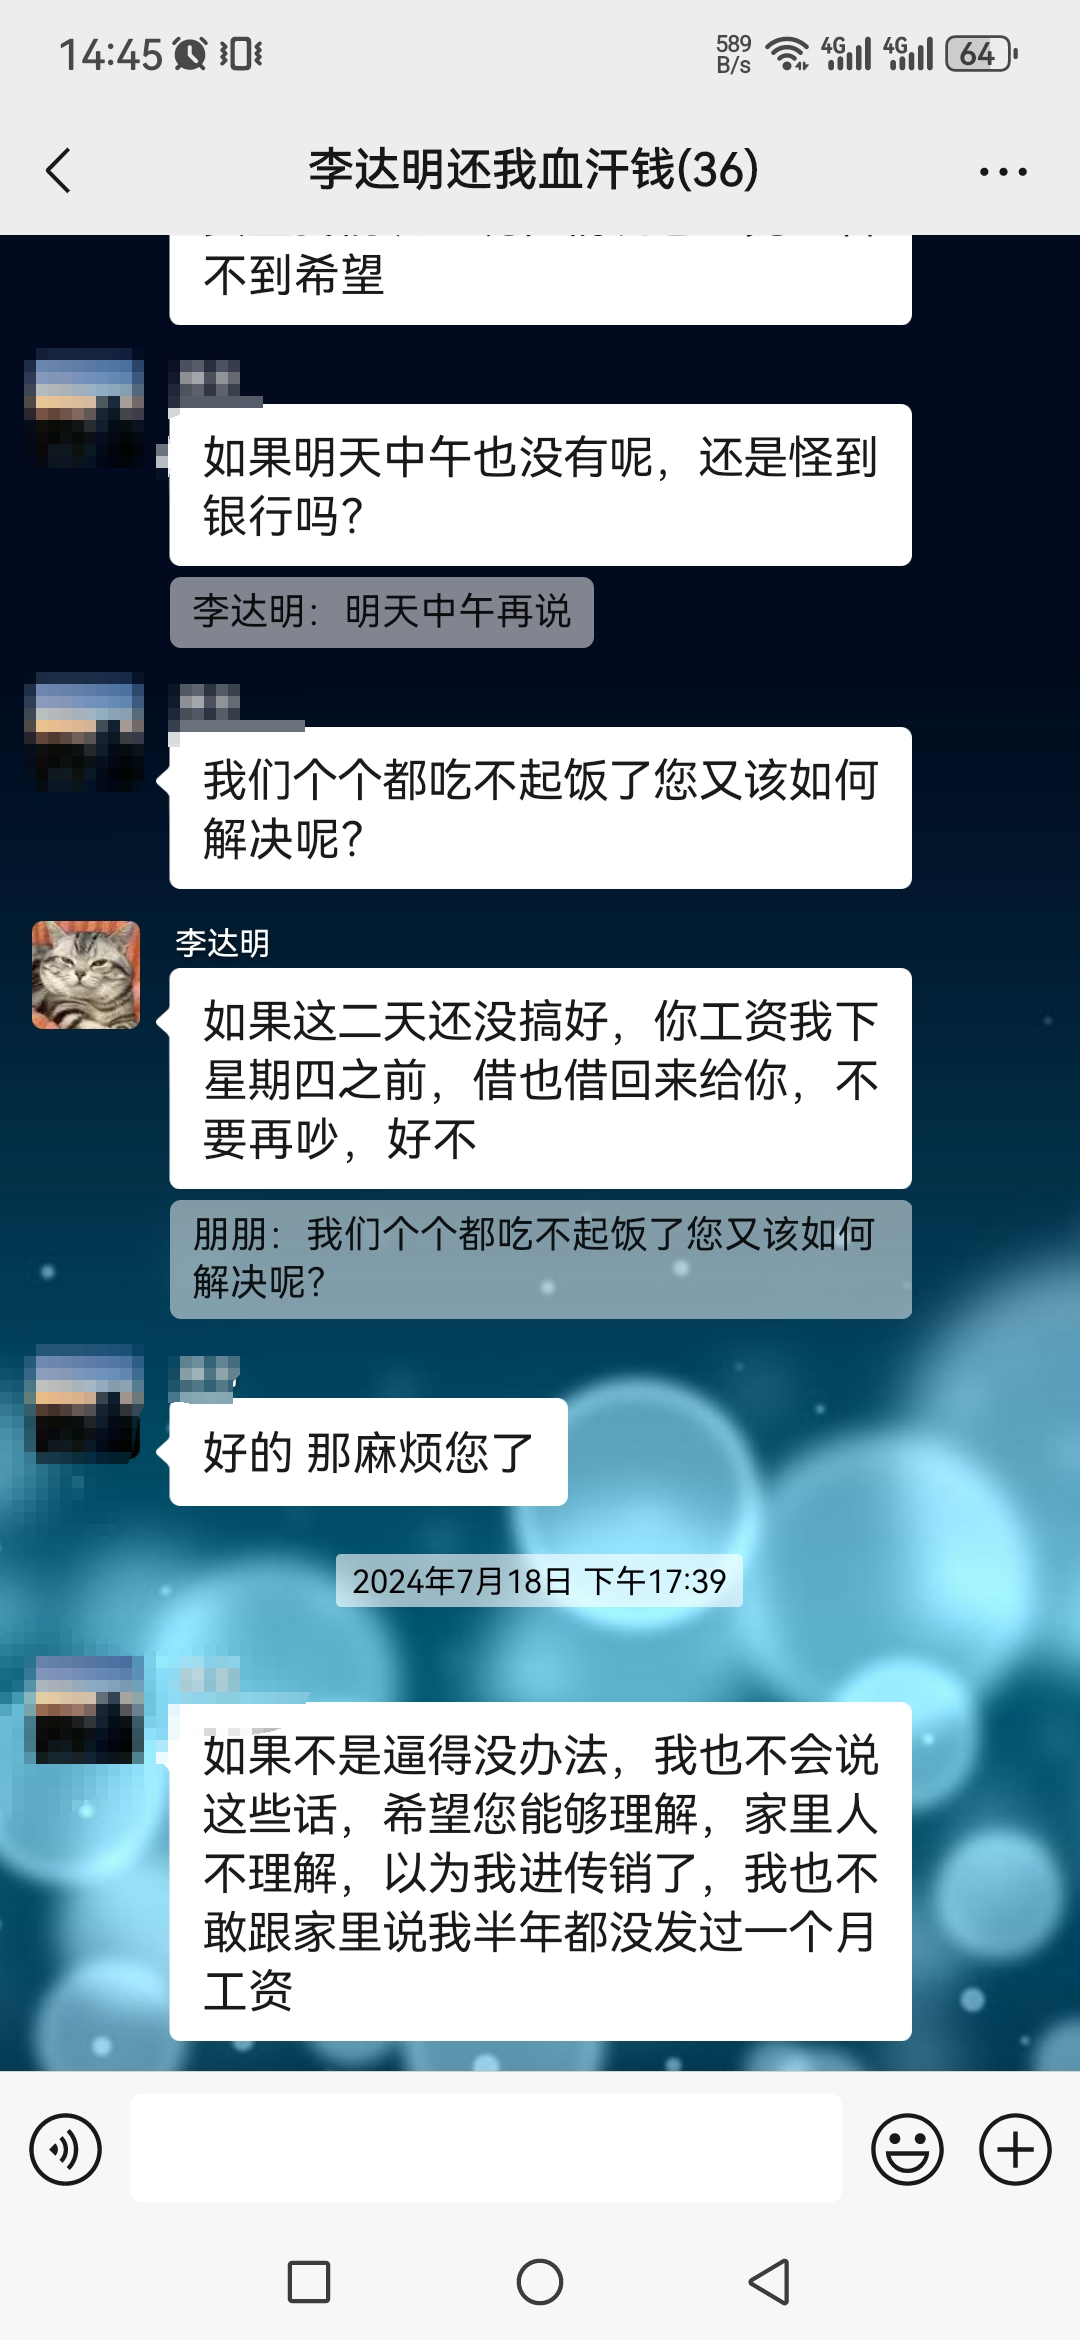 14:45
589
B/s
4G
4G
64
李达明还我血汗钱(36)
不到希望
如果明天中午也没有呢，还是怪到
银行吗？
李达明：明天中午再说
我们个个都吃不起饭了您又该如何
解决呢？
李达明
如果这二天还没搞好，你工资我下
星期四之前，借也借回来给你，不
要再吵，好不
朋朋：我们个个都吃不起饭了您又该如何
解决呢？
好的 那麻烦您了
2024年7月18日 下午17:39
如果不是逼得没办法，我也不会说
这些话，希望您能够理解，家里人
不理解，以为我进传销了，我也不
敢跟家里说我半年都没发过一个月
工资